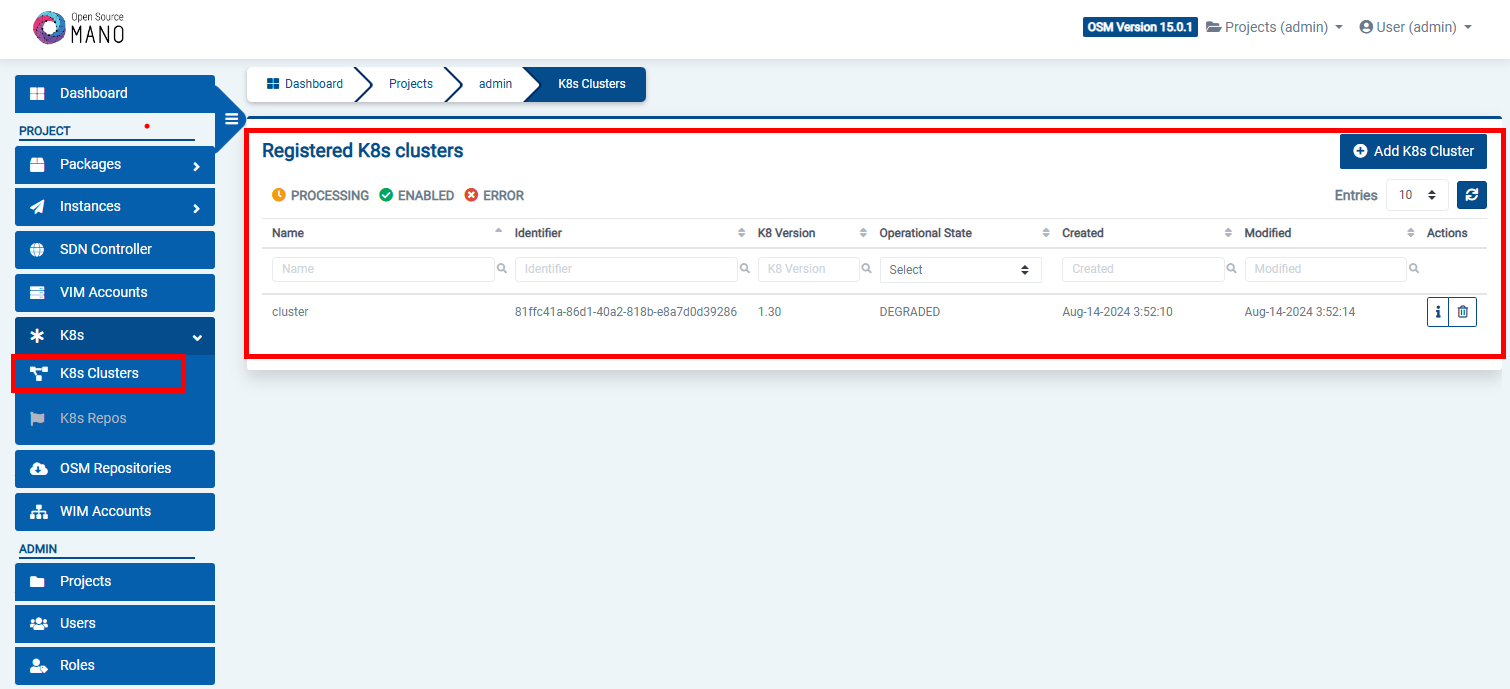 Open Source
MANO
OSM Version 15.0.1 Projects (admin) User (admin)
Dashboard
PROJECT
Packages
Instances
SDN Controller
VIM Accounts
K8s
K8s Clusters
K8s Repos
OSM Repositories
WIM Accounts
ADMIN
Projects
Users
Roles
Dashboard Projects admin K8s Clusters
Registered K8s clusters Add K8s Cluster
PROCESSING ENABLED ERROR Entries 10
Name Identifier K8 Version Operational State Created Modified Actions
Name Identifier K8 Version Select Created Modified
cluster 81ffc41a-86d1-40a2-818b-e8a7d0d39286 1.30 DEGRADED Aug-14-2024 3:52:10 Aug-14-2024 3:52:14